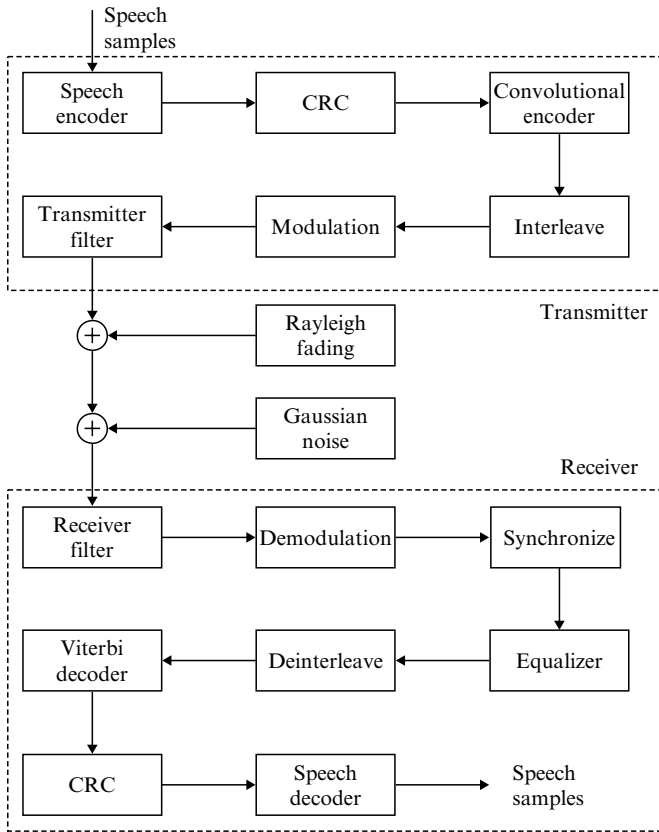 Speech
samples
Speech
encoder
CRC
Convolutional
encoder
Transmitter
filter
Modulation
Interleave
Transmitter
+
Rayleigh
fading
+
Gaussian
noise
Receiver
Receiver
filter
Demodulation
Synchronize
Viterbi
decoder
Deinterleave
Equalizer
CRC
Speech
decoder
Speech
samples